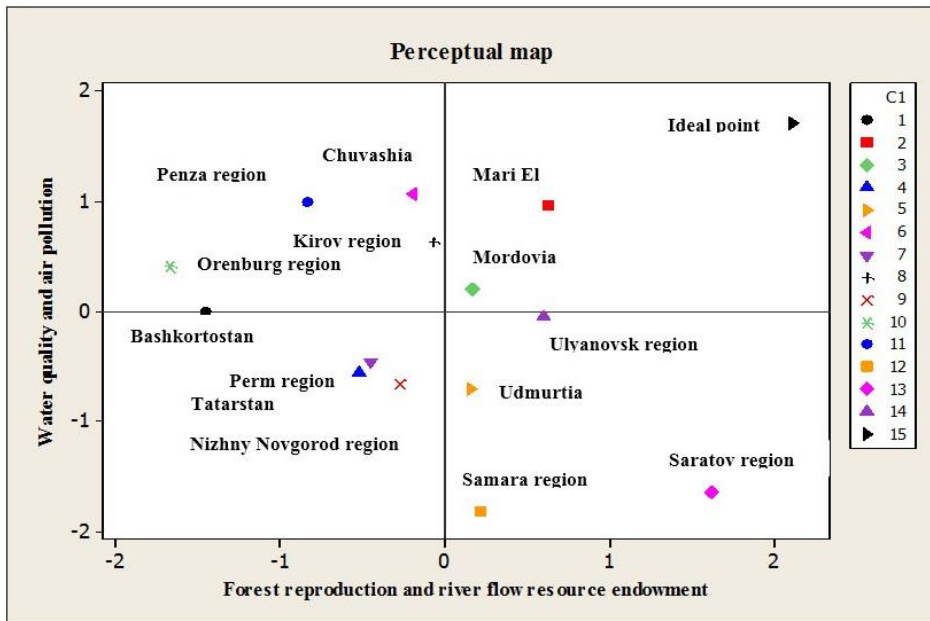 Perceptual map
Water quality and air pollution
2
1
0
-1
-2
-2
-1
0
1
2
Forest reproduction and river flow resource endowment
Ideal point
Chuvashia
Penza region
Mari El
Kirov region
Orenburg region
Mordovia
Bashkortostan
Ulyanovsk region
Perm region
Udmurtia
Tatarstan
Nizhny Novgorod region
Saratov region
Samara region
C1
1
2
3
4
5
6
7
8
9
10
11
12
13
14
15